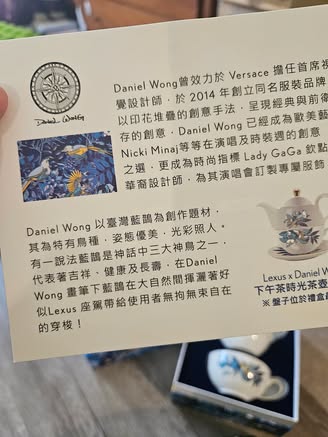 DANIEL WONG
Daniel Wong曾效力於 Versace 擔任首席視
覺設計師，於 2014 年創立同名服裝品牌
以印花堆疊的創意手法，呈現經典與前衛
存的創意，Daniel Wong 已經成為歐美藝
Nicki Minaj等等在演唱及時裝週的創意
之選，更成為時尚指標 Lady GaGa 欽點
華裔設計師，為其演唱會訂製專屬服飾
Daniel Wong 以臺灣藍鵲為創作題材，
其為特有鳥種，姿態優美，光彩照人。
有一說法藍鵲是神話中三大神鳥之一，
代表著吉祥、健康及長壽，在Daniel
Wong 畫筆下藍鵲在大自然間揮灑著好
似Lexus 座駕帶給使用者無拘無束自在
的穿梭！
Lexus x Daniel W
下午茶時光茶壺
※ 盤子位於禮盒